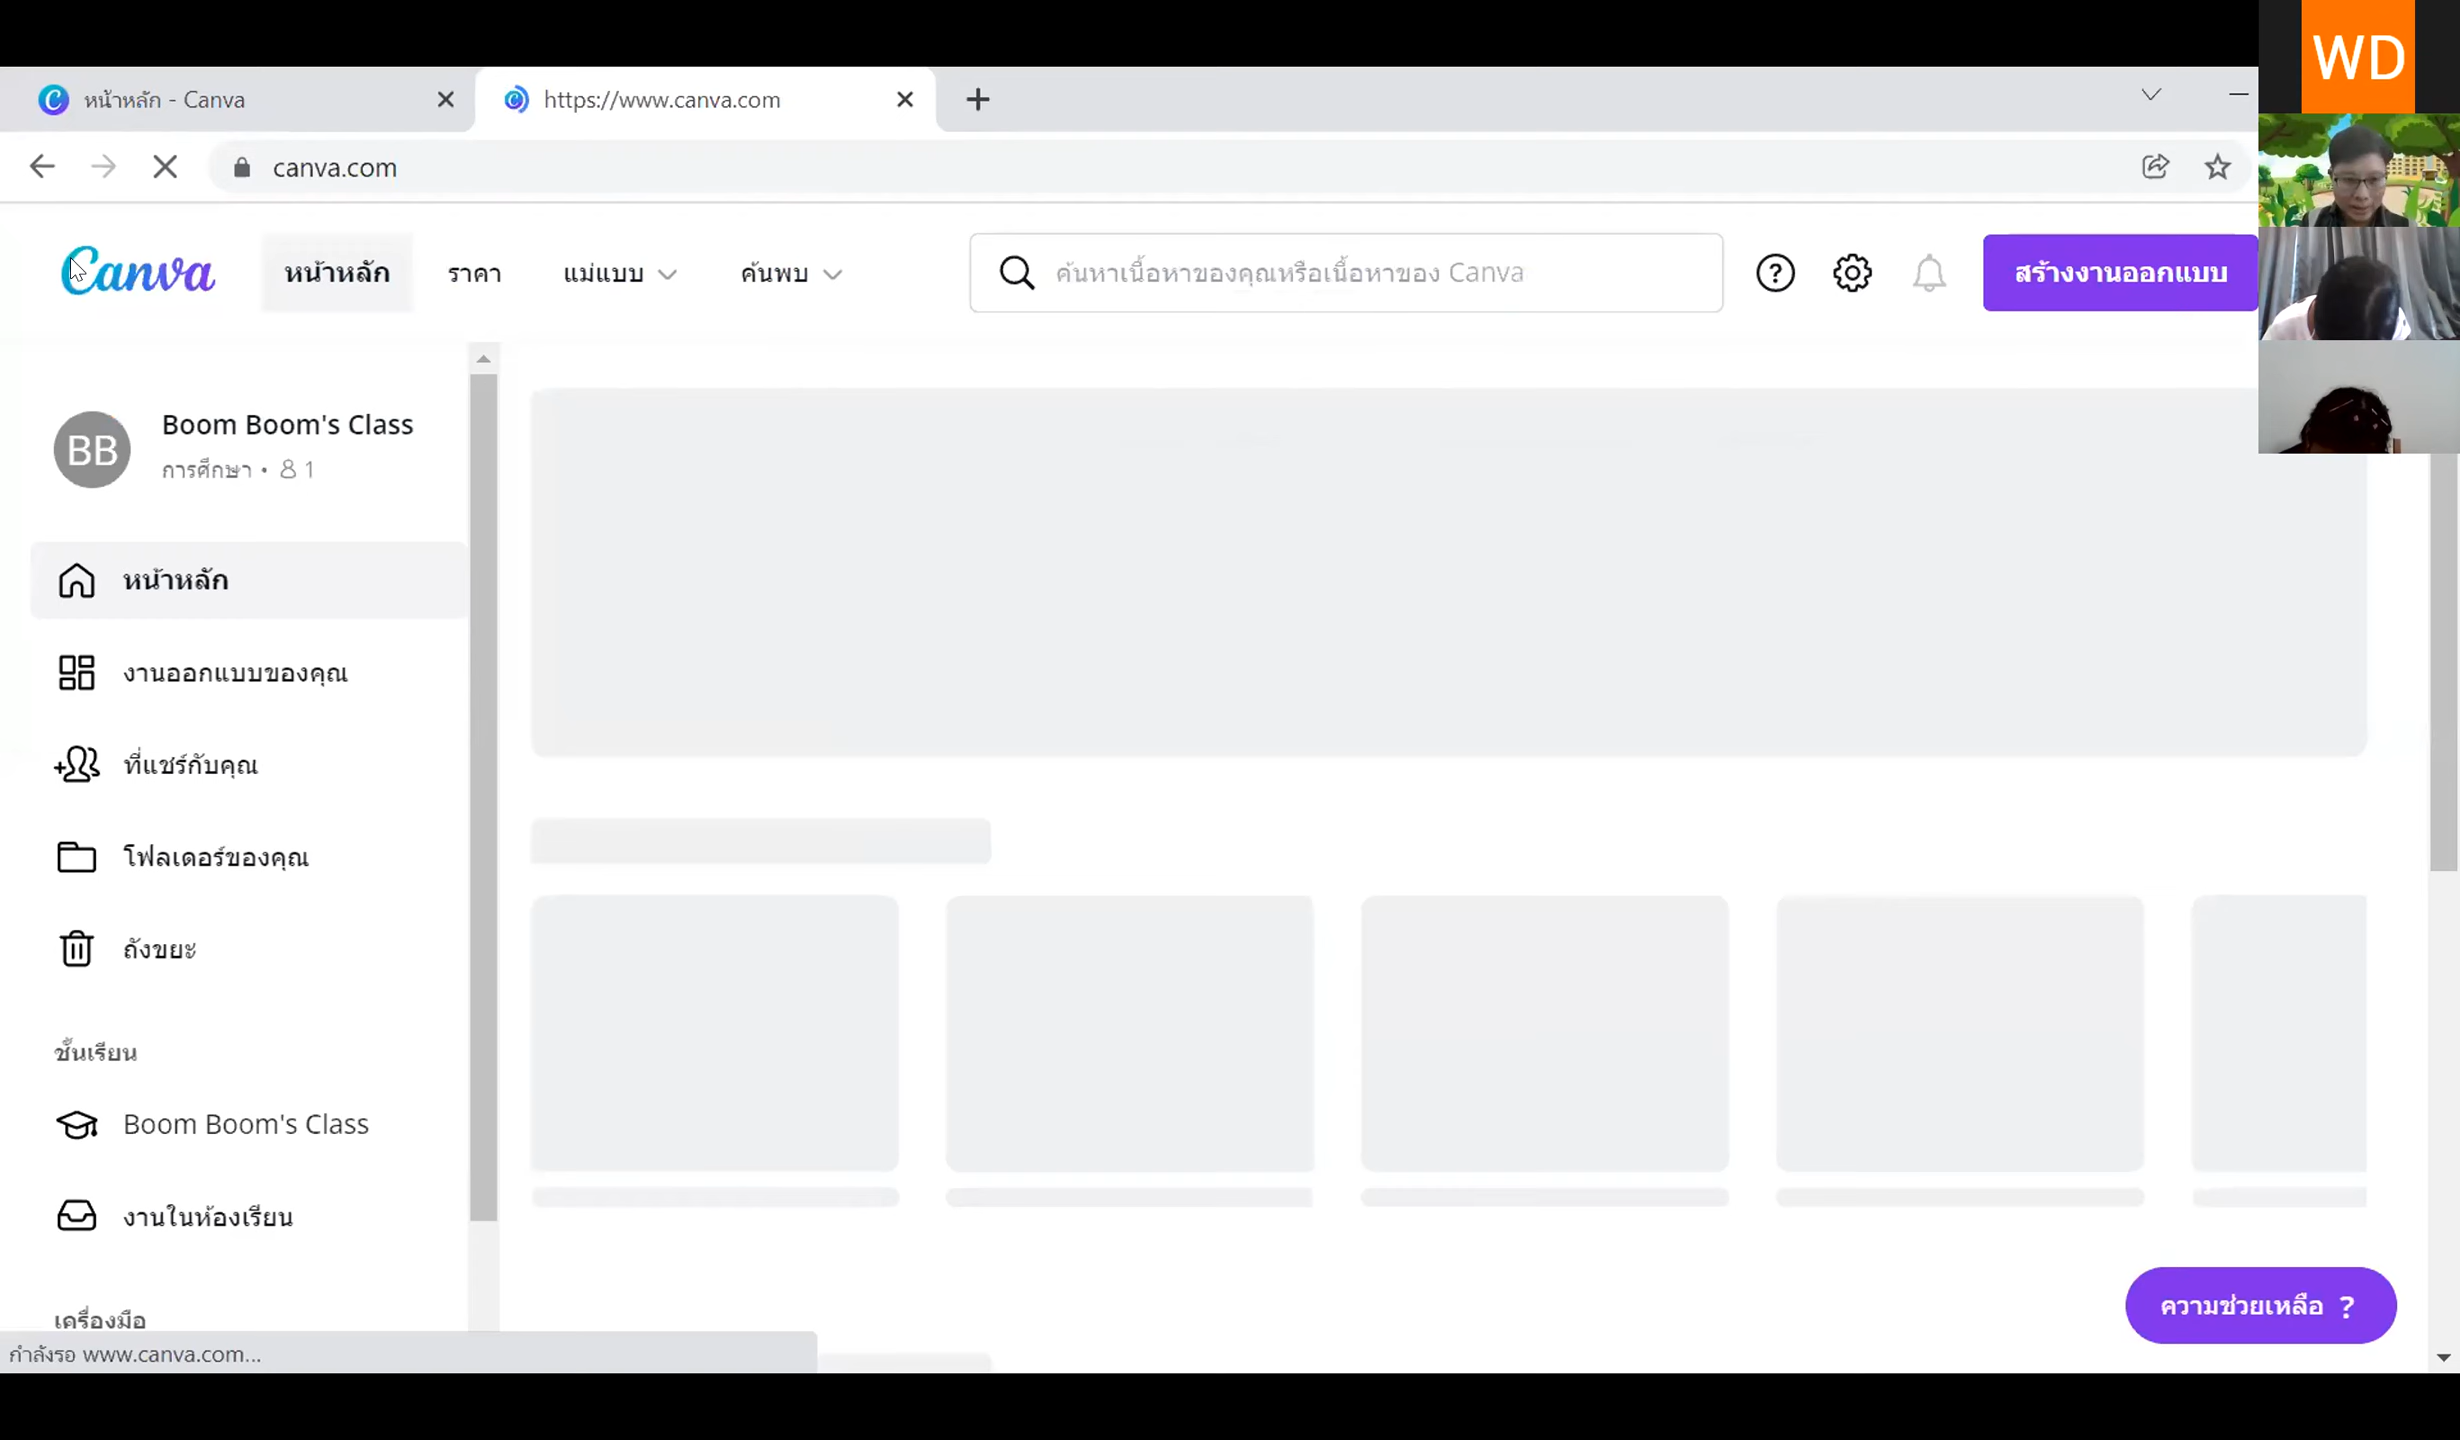 WD
หน้าหลัก - Canva
https://www.canva.com
canva.com
Canva
หน้าหลัก
ราคา
แม่แบบ
ค้นพบ
ค้นหาเนื้อหาของคุณหรือเนื้อหาของ Canva
สร้างงานออกแบบ
BB
Boom Boom's Class
การศึกษา • 1
หน้าหลัก
งานออกแบบของคุณ
ที่แชร์กับคุณ
โฟลเดอร์ของคุณ
ถังขยะ
ชั้นเรียน
Boom Boom's Class
งานในห้องเรียน
เครื่องมือ
ความช่วยเหลือ ?
กำลังรอ www.canva.com...